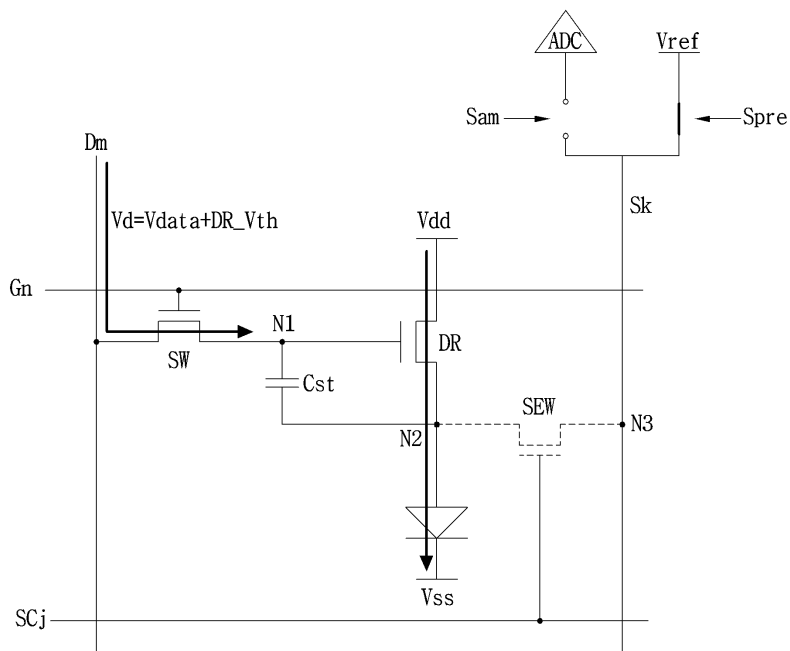 ADC
Vref
Sam
Spre
Dm
Sk
Vd=Vdata+DR_Vth
Vdd
Gn
N1
DR
SW
Cst
SEW
N2
N3
Vss
SCj